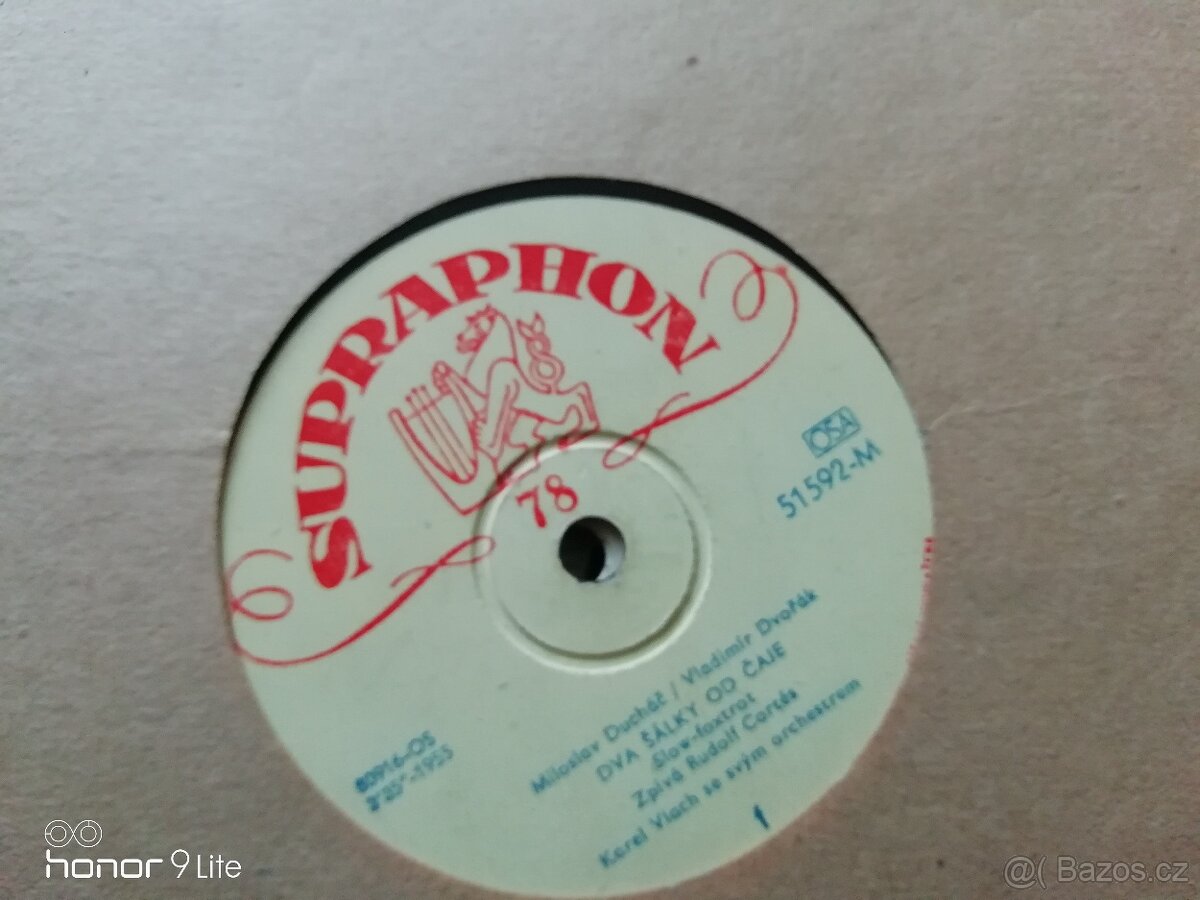 SUPRAPHON
78
OSA
51592-M
Miloslav Ducháč / Vladimír Dvořák
DVA ŠÁLKY OD ČAJE
Slow-foxtrot
Zpívá Rudolf Cortés
Karel Vlach se svým orchestrem
1
-1955
honor 9 Lite
@( Bazos.cz